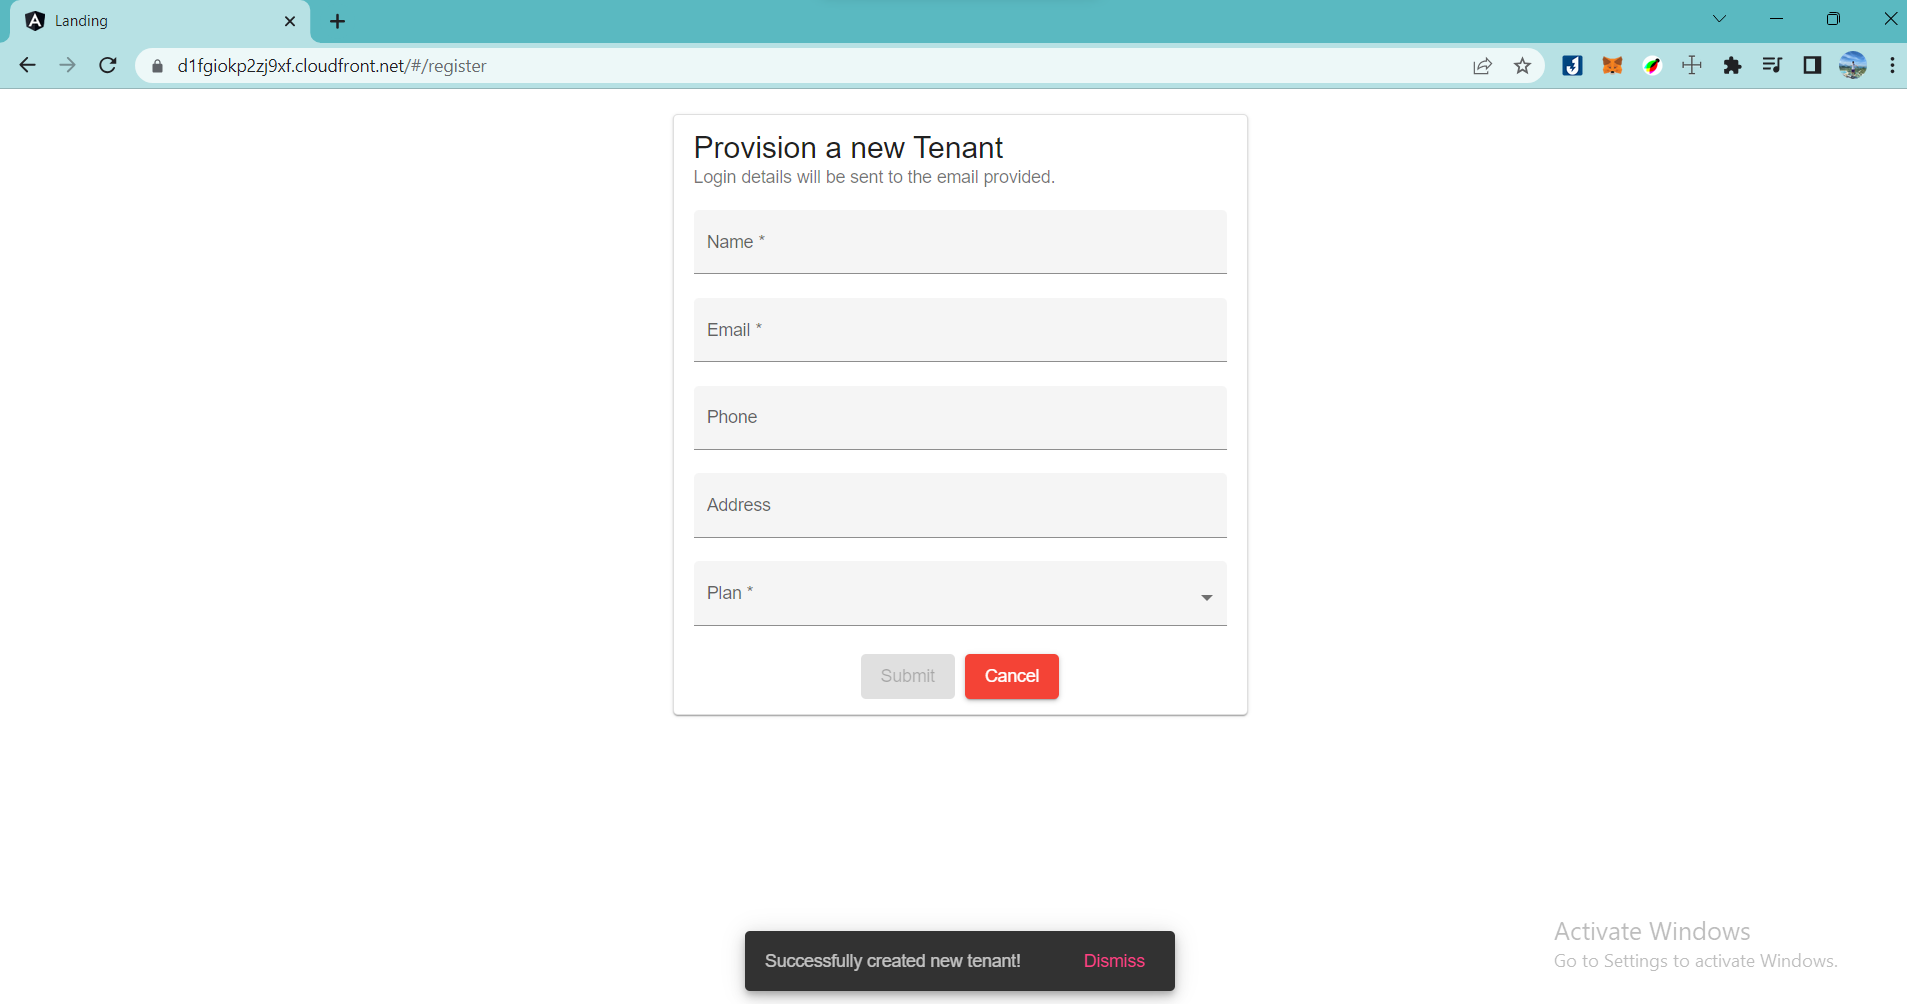 Landing
d1fgiokp2zj9xf.cloudfront.net/#/register
Provision a new Tenant
Login details will be sent to the email provided.
Name *
Email *
Phone
Address
Plan *
Submit Cancel
Successfully created new tenant! Dismiss
Activate Windows
Go to Settings to activate Windows.